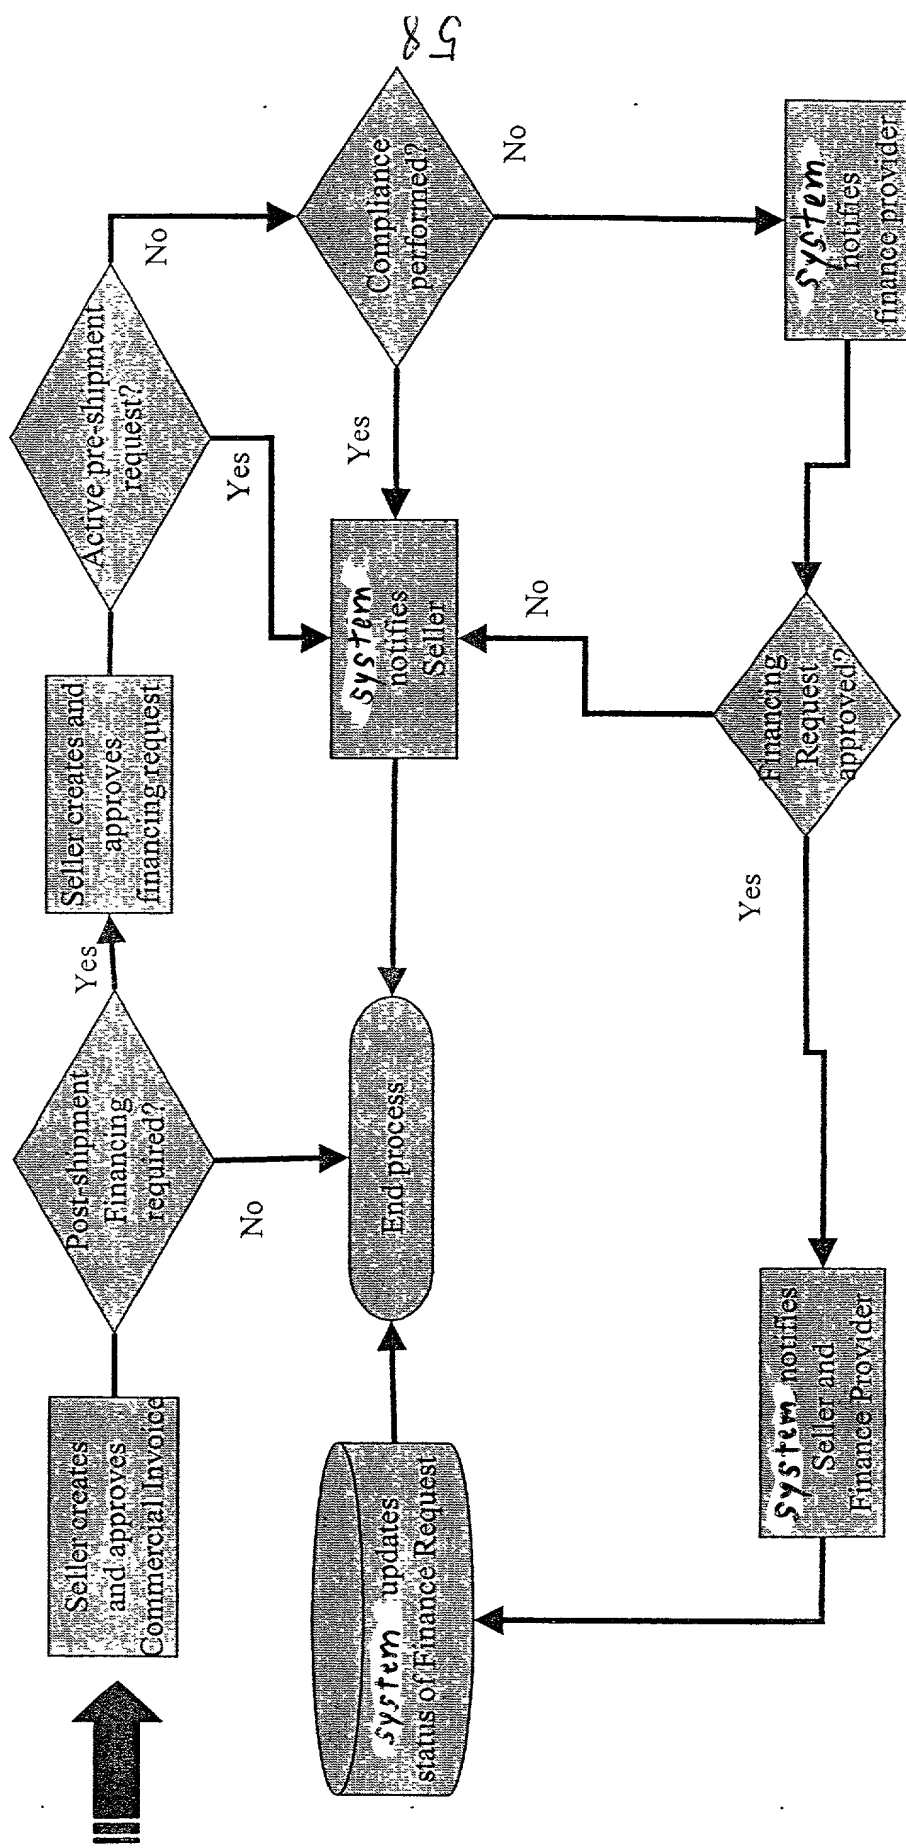 Seller creates
and approves
Commercial Invoice
Post-shipment
Financing
required?
Yes
No
Seller creates and
approves
financing request
Active pre-shipment
request?
No
Yes
58
Compliance
performed?
Yes
No
system
notifies
Seller
End process
system updates
status of Finance Request
system
notifies
finance provider
Financing
Request
approved?
No
Yes
system notifies
Seller and
Finance Provider